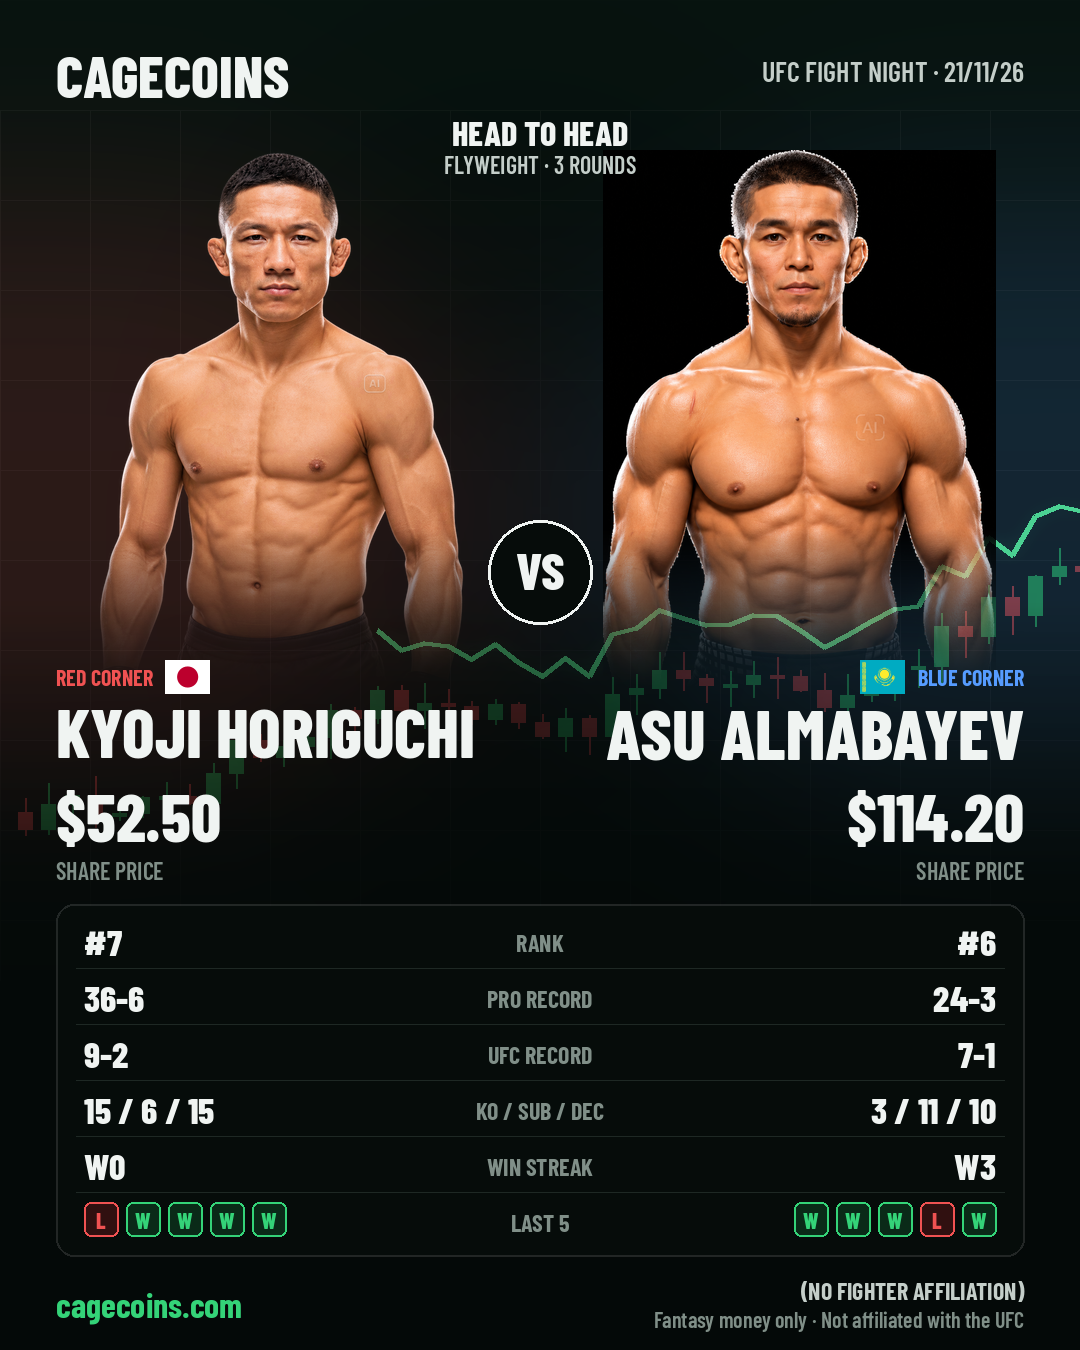 CAGECOINS
UFC FIGHT NIGHT · 21/11/26
HEAD TO HEAD
FLYWEIGHT · 3 ROUNDS
AI
AI
VS
RED CORNER
BLUE CORNER
KYOJI HORIGUCHI
ASU ALMABAYEV
$52.50
$114.20
SHARE PRICE
SHARE PRICE
#7 RANK #6
36-6 PRO RECORD 24-3
9-2 UFC RECORD 7-1
15 / 6 / 15 KO / SUB / DEC 3 / 11 / 10
W0 WIN STREAK W3
L W W W W LAST 5 W W W L W
cagecoins.com
(NO FIGHTER AFFILIATION)
Fantasy money only · Not affiliated with the UFC